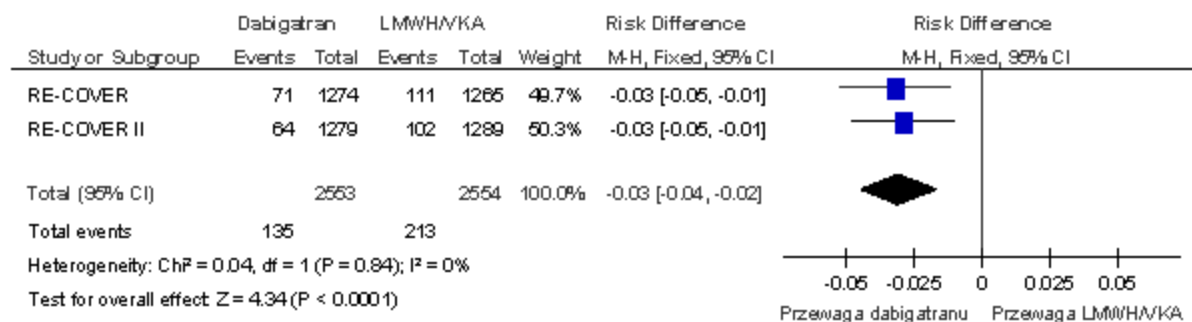 Dabigatran LMWH/VKA Risk Difference Risk Difference
Study or Subgroup Events Total Events Total Weight M-H, Fixed, 95% CI M-H, Fixed, 95% CI
RE-COVER 71 1274 111 1265 49.7% -0.03 [-0.05, -0.01]
RE-COVER II 64 1279 102 1289 50.3% -0.03 [-0.05, -0.01]
Total (95% CI) 2553 2554 100.0% -0.03 [-0.04, -0.02]
Total events 135 213
Heterogeneity: Chi² = 0.04, df = 1 (P = 0.84); I² = 0%
Test for overall effect: Z = 4.34 (P < 0.0001)
-0.05 -0.025 0 0.025 0.05
Przewaga dabigatranu Przewaga LMWH/VKA